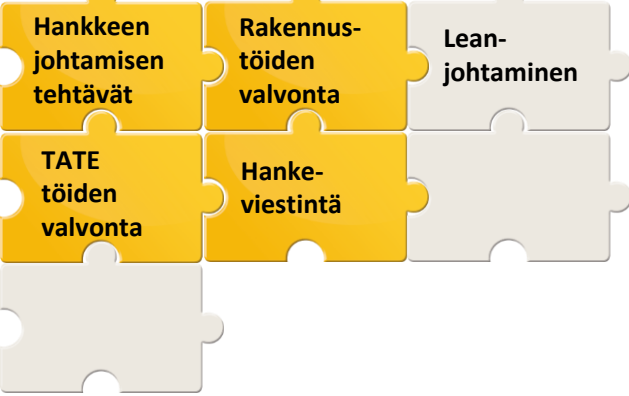 Hankkeen
johtamisen
tehtävät
Rakennus-
töiden
valvonta
Lean-
johtaminen
TATE
töiden
valvonta
Hanke-
viestintä